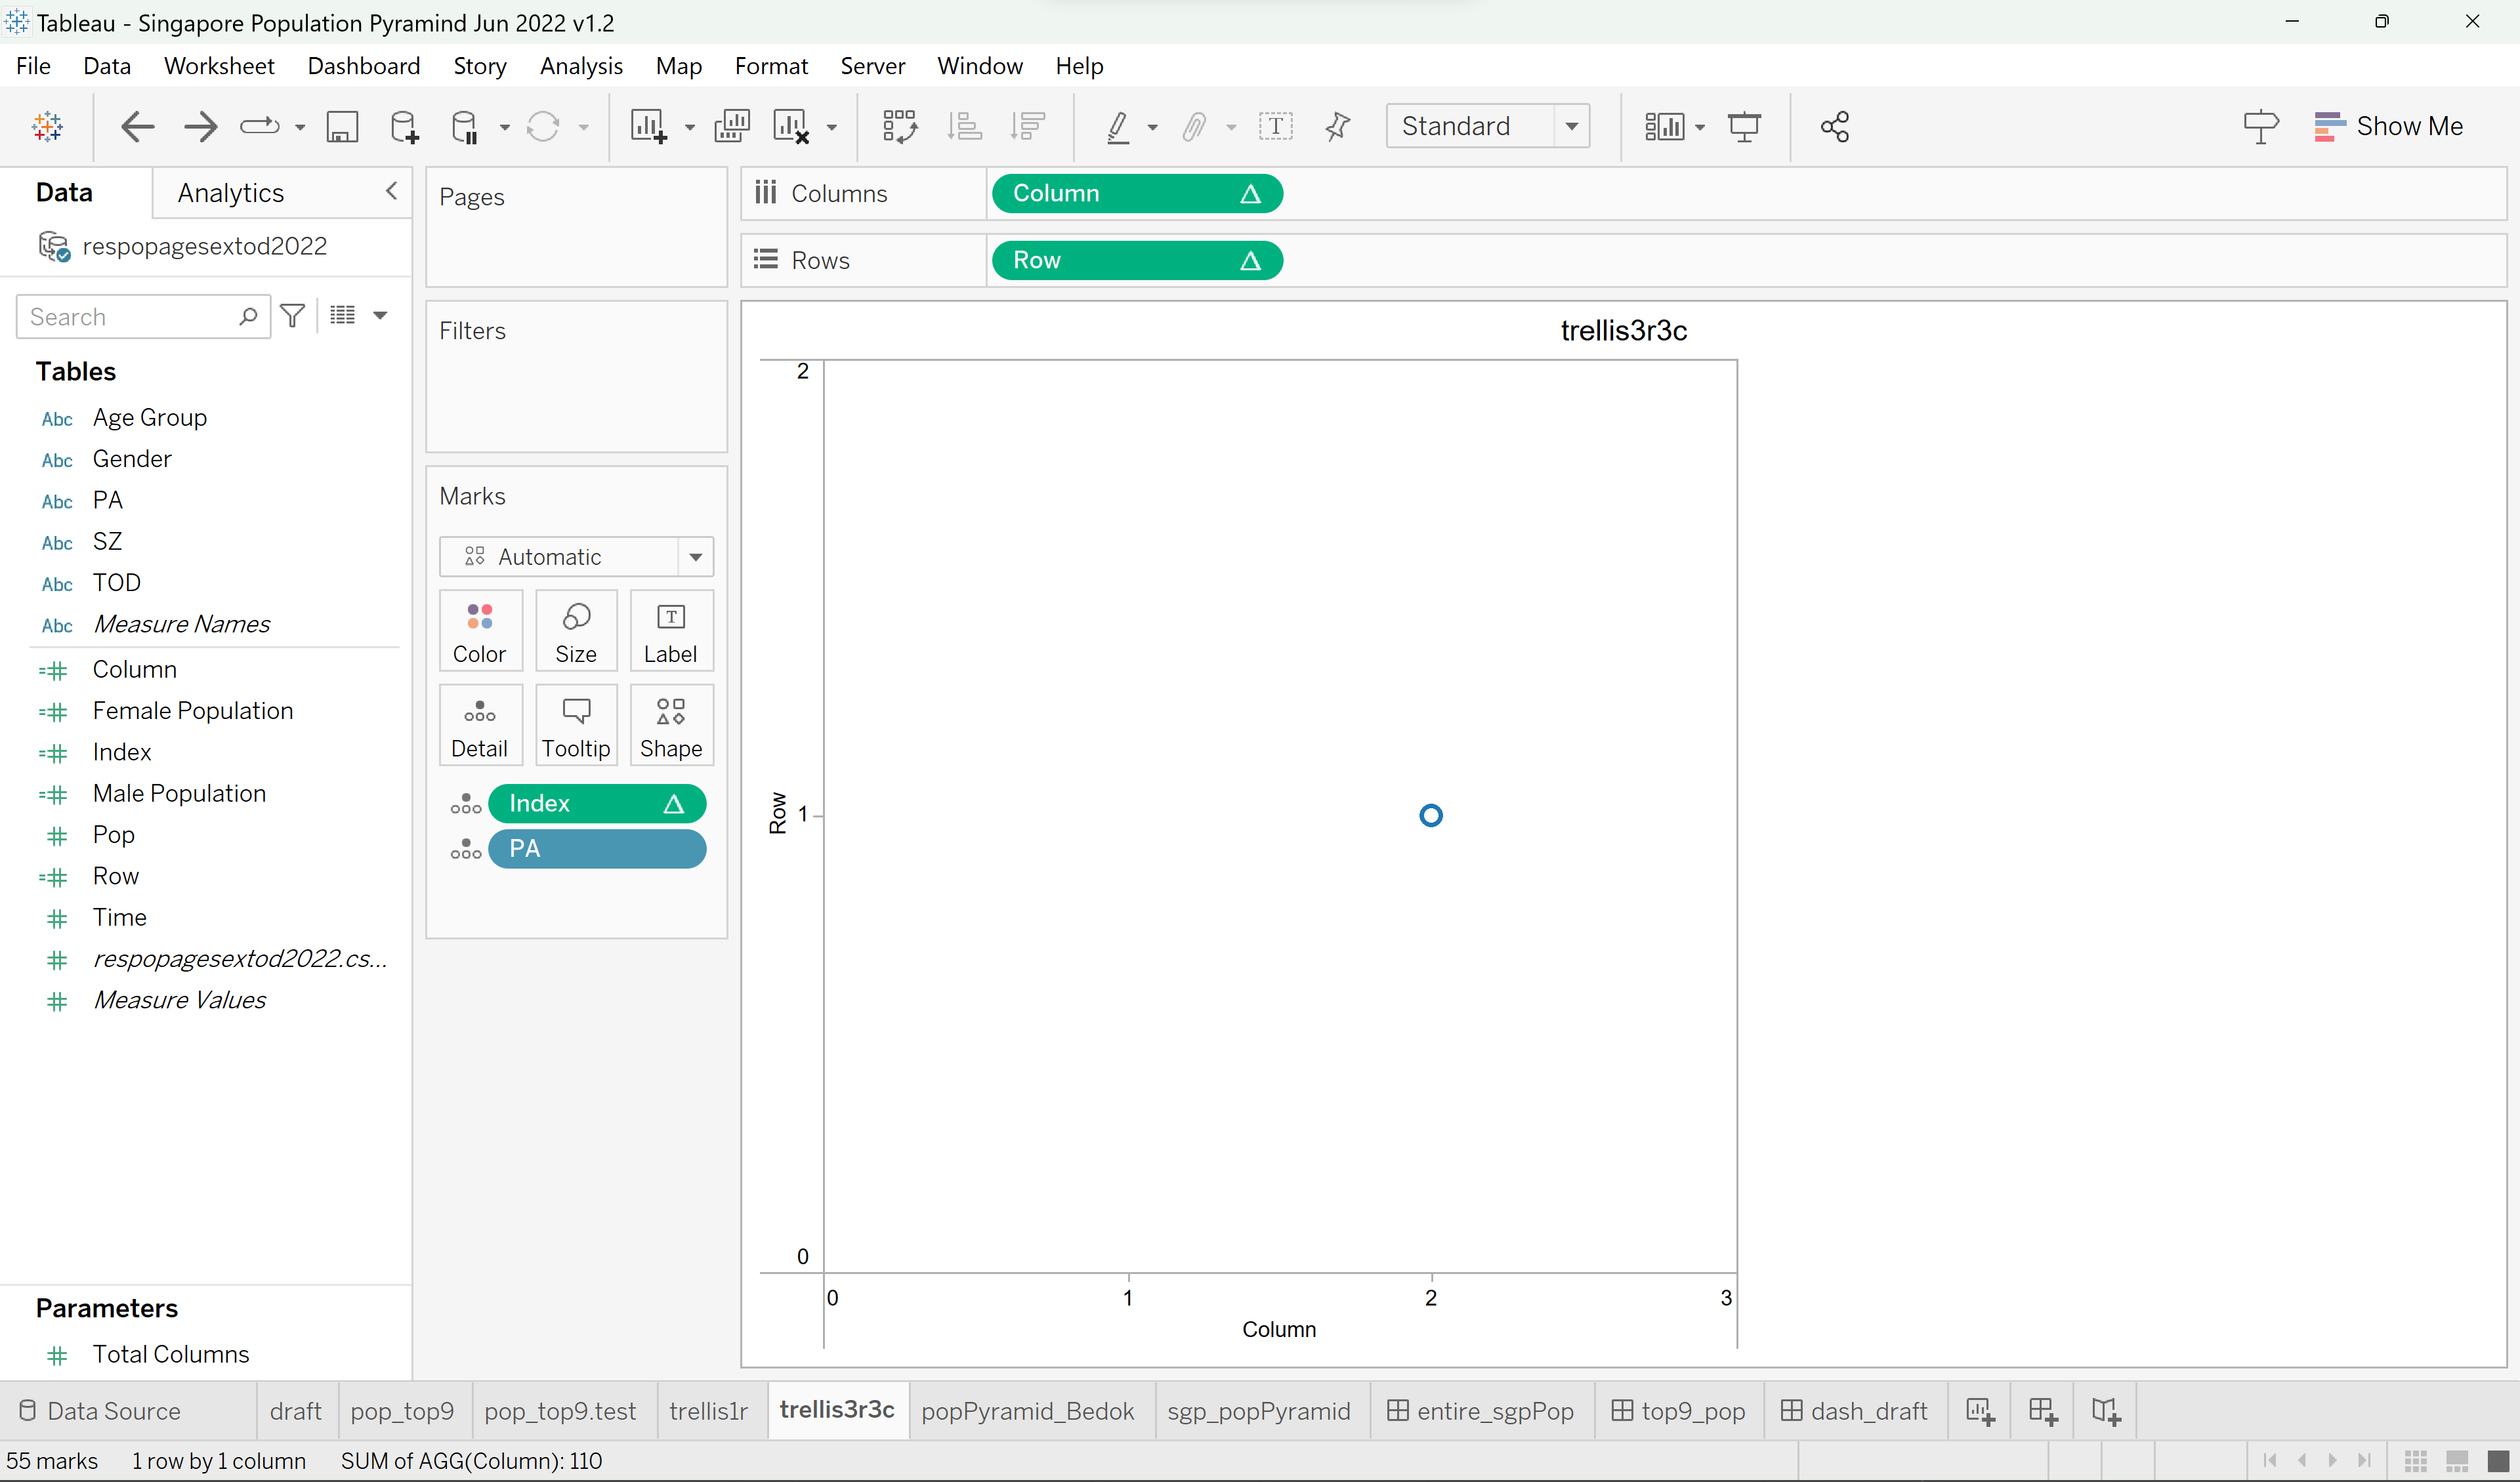 Tableau - Singapore Population Pyramind Jun 2022 v1.2
File Data Worksheet Dashboard Story Analysis Map Format Server Window Help
Standard
Show Me
Data Analytics
respopagesextod2022
Search
Tables
Abc Age Group
Abc Gender
Abc PA
Abc SZ
Abc TOD
Abc Measure Names
=# Column
=# Female Population
=# Index
=# Male Population
# Pop
=# Row
# Time
# respopagesextod2022.cs...
# Measure Values
Parameters
# Total Columns
Pages
Filters
Marks
Automatic
Color Size Label
Detail Tooltip Shape
Index
PA
Columns Column
Rows Row
trellis3r3c
2
Row 1
0
0 1 2 3
Column
Data Source draft pop_top9 pop_top9.test trellis1r trellis3r3c popPyramid_Bedok sgp_popPyramid entire_sgpPop top9_pop dash_draft
55 marks 1 row by 1 column SUM of AGG(Column): 110